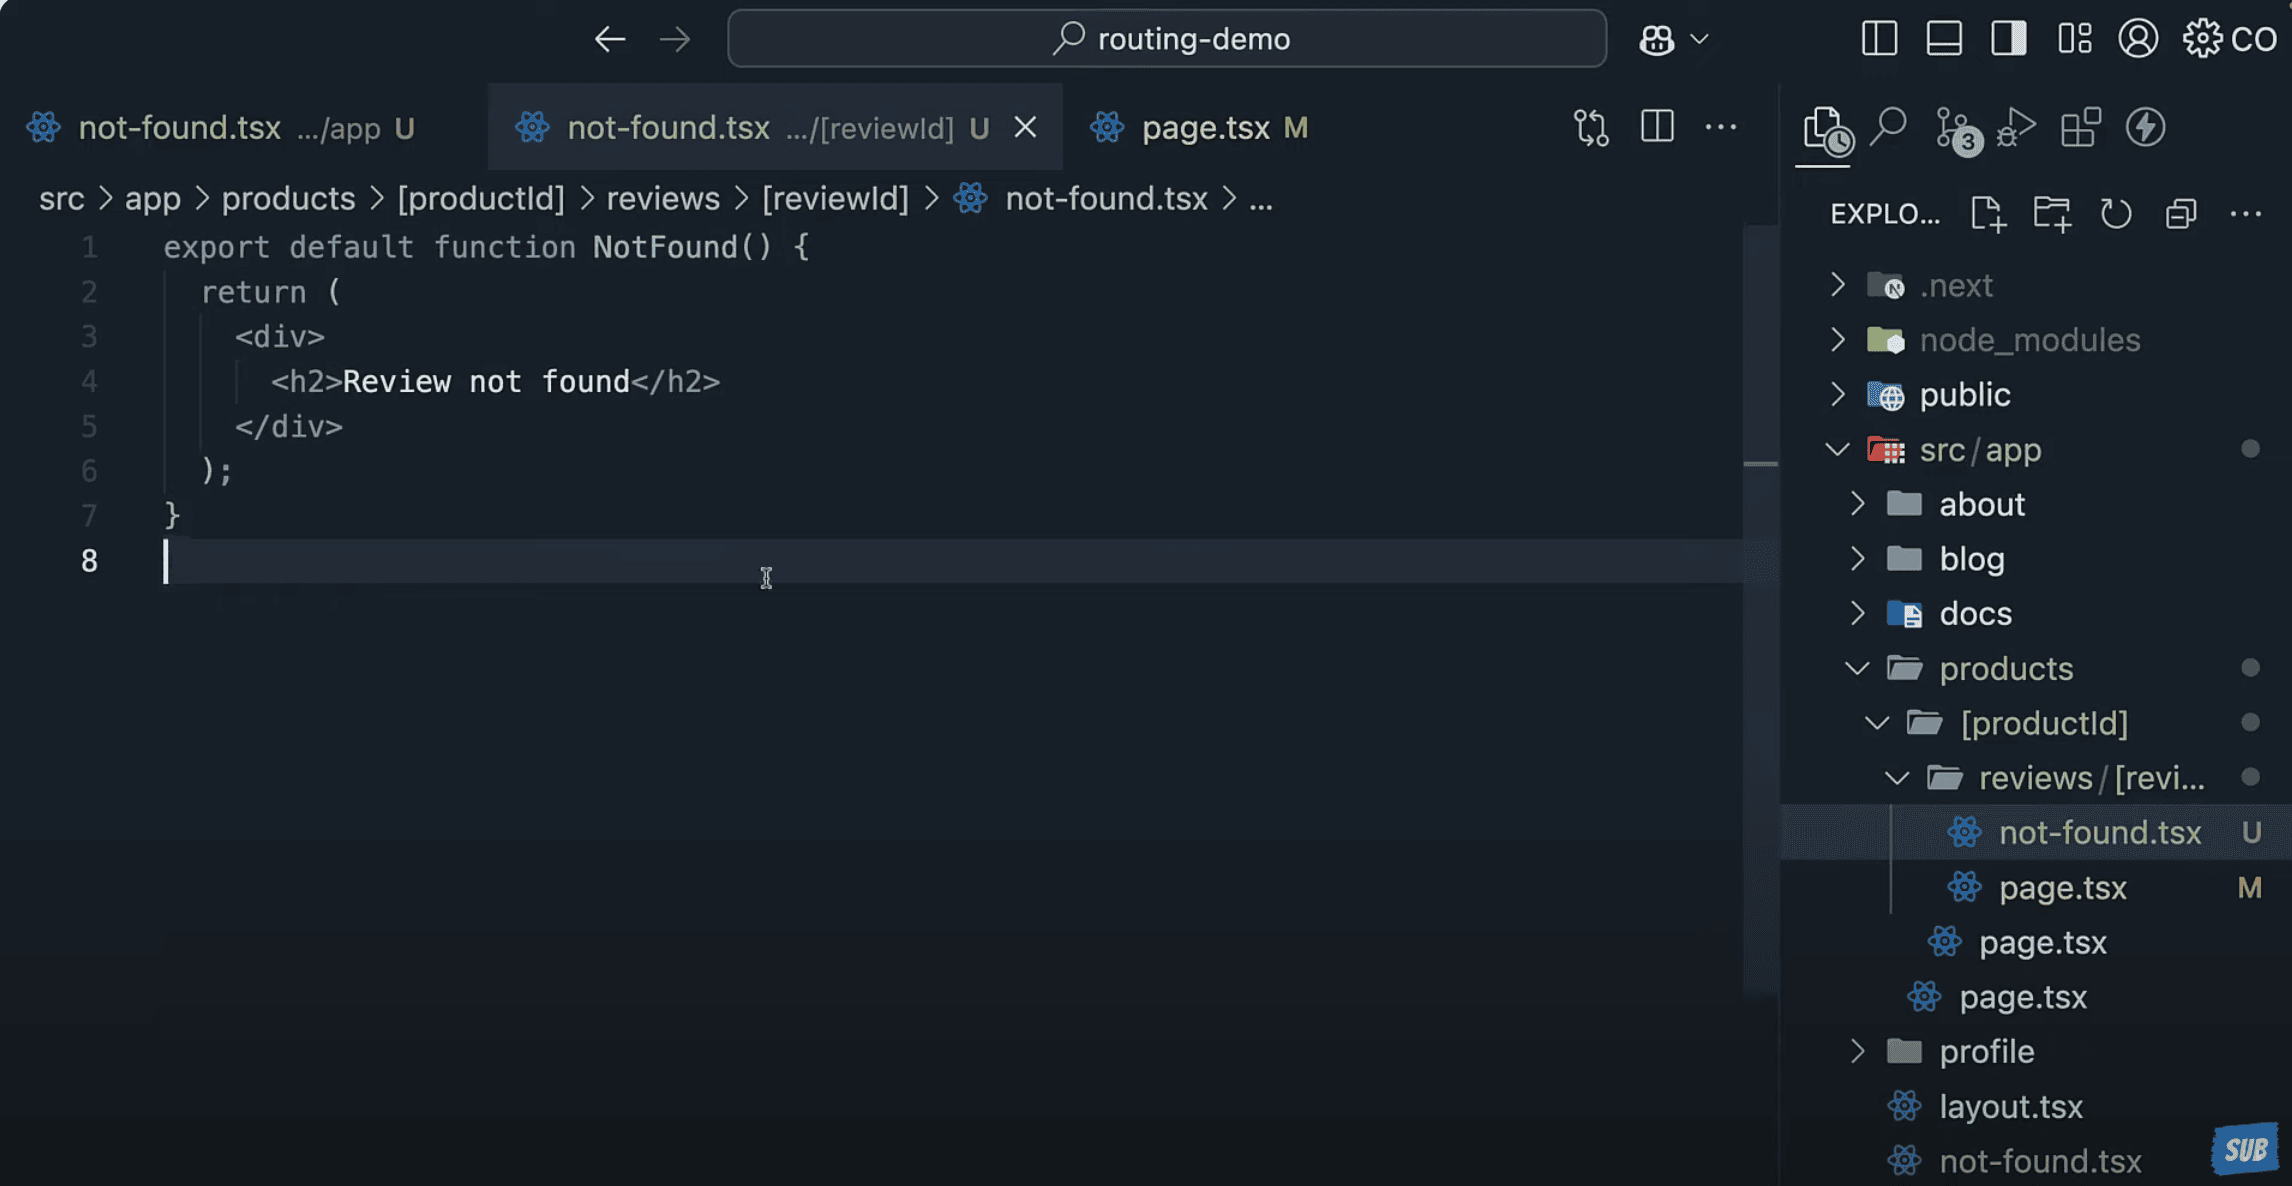 routing-demo
CO
not-found.tsx .../app U
not-found.tsx .../[reviewId] U
page.tsx M
3
src > app > products > [productId] > reviews > [reviewId] > not-found.tsx > ...
1 export default function NotFound() {
2 return (
3 <div>
4 <h2>Review not found</h2>
5 </div>
6 );
7 }
8
EXPLO...
.next
node_modules
public
src/app
about
blog
docs
products
[productId]
reviews/[revi...
not-found.tsx U
page.tsx M
page.tsx
page.tsx
profile
layout.tsx
not-found.tsx
SUB